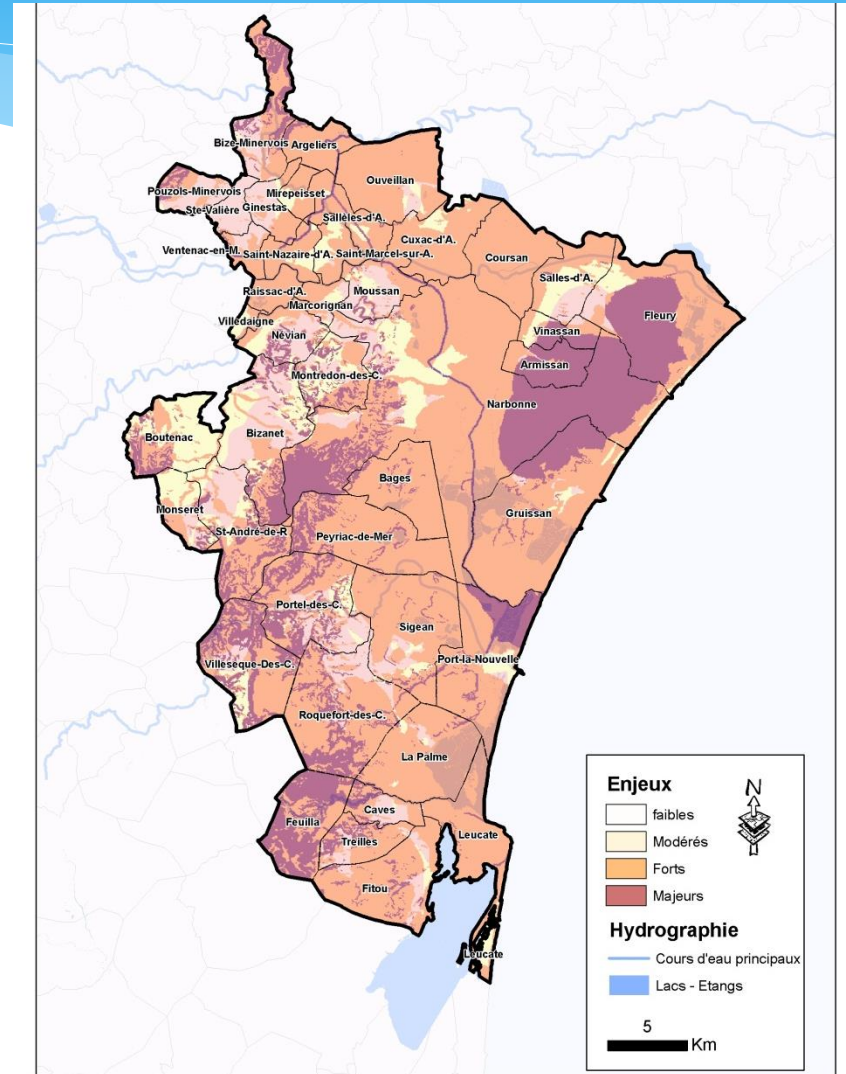 Bize-Minervois
Argeliers
Ouveillan
Pouzols-Minervois
Mirepeisset
Ste-Valière
Ginestas
Sallèles-d'A.
Cuxac-d'A.
Ventenac-en-M.
Saint-Nazaire-d'A.
Saint-Marcel-sur-A.
Coursan
Salles-d'A.
Raissac-d'A.
Moussan
Marcorignan
Fleury
Villedaigne
Névian
Vinassan
Armissan
Montredon-des-C.
Narbonne
Boutenac
Bizanet
Bages
Monseret
Gruissan
St-André-de-R
Peyriac-de-Mer
Portel-des-C.
Sigean
Villeseque-Des-C.
Port-la-Nouvelle
Roquefort-des-C.
La Palme
Feuilla
Caves
Treilles
Leucate
Fitou
Leucate
Enjeux
N
faibles
Modérés
Forts
Majeurs
Hydrographie
Cours d'eau principaux
Lacs - Etangs
5
Km